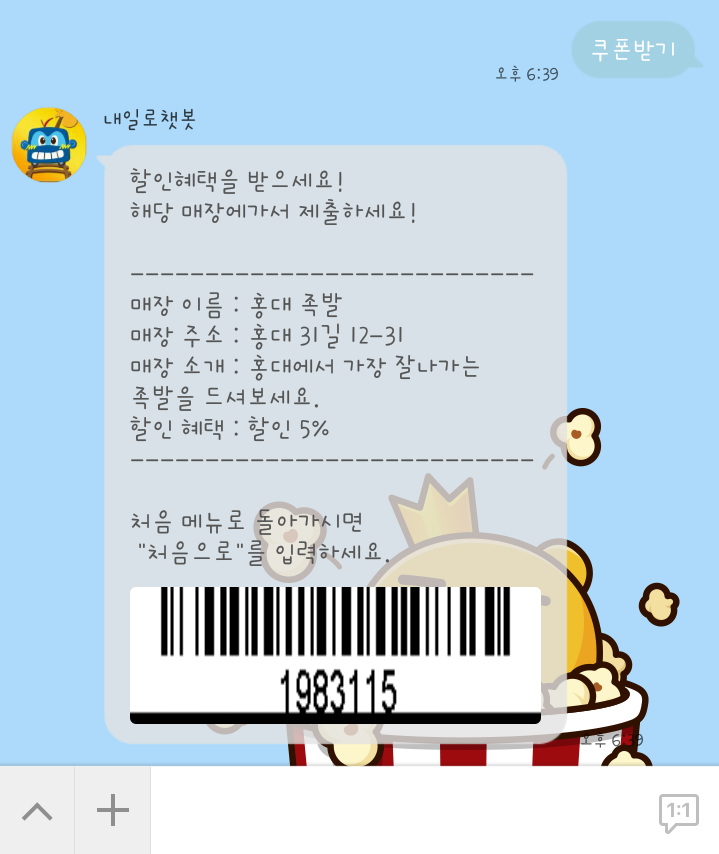 쿠폰받기
오후 6:39
내일로챗봇
할인혜택을 받으세요!
해당 매장에가서 제출하세요!
---------------------------
매장 이름 : 홍대 족발
매장 주소 : 홍대 31길 12-31
매장 소개 : 홍대에서 가장 잘나가는
족발을 드셔보세요.
할인 혜택 : 할인 5%
---------------------------
처음 메뉴로 돌아가시면
"처음으로"를 입력하세요.
1983115
오후 6:39
1:1